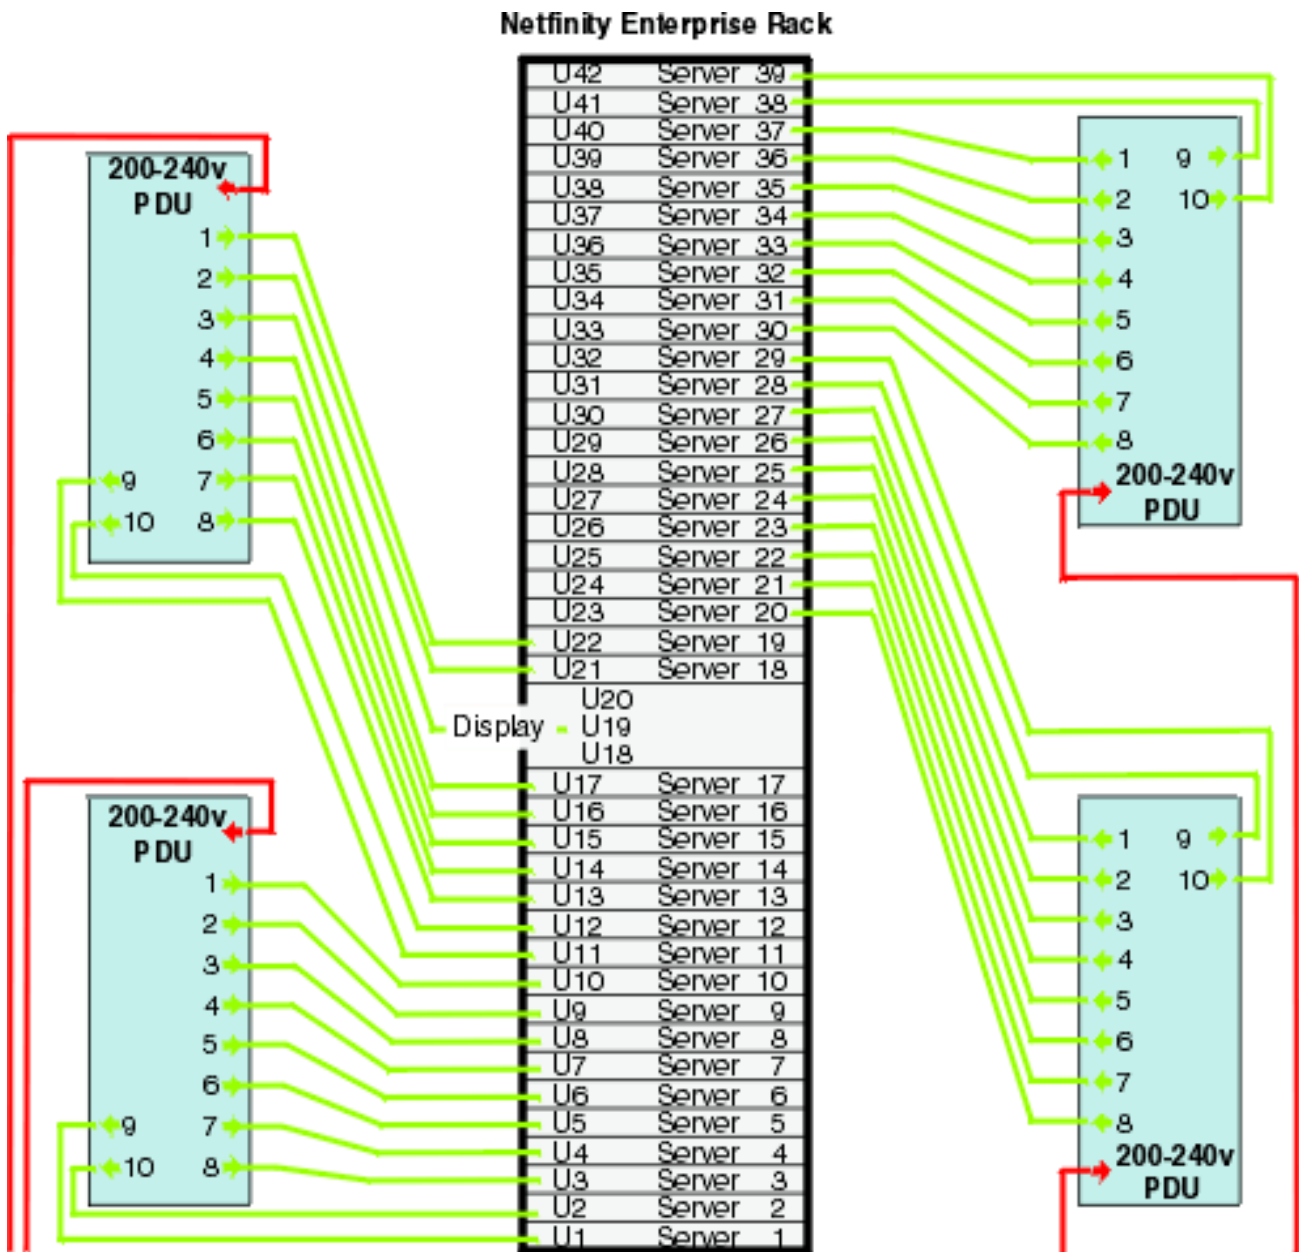 Netfinity Enterprise Rack
U42 Server 39
U41 Server 38
U40 Server 37
U39 Server 36
U38 Server 35
U37 Server 34
U36 Server 33
U35 Server 32
U34 Server 31
U33 Server 30
U32 Server 29
U31 Server 28
U30 Server 27
U29 Server 26
U28 Server 25
U27 Server 24
U26 Server 23
U25 Server 22
U24 Server 21
U23 Server 20
U22 Server 19
U21 Server 18
U20
Display U19
U18
U17 Server 17
U16 Server 16
U15 Server 15
U14 Server 14
U13 Server 13
U12 Server 12
U11 Server 11
U10 Server 10
U9 Server 9
U8 Server 8
U7 Server 7
U6 Server 6
U5 Server 5
U4 Server 4
U3 Server 3
U2 Server 2
U1 Server 1
200-240v
PDU
1
2
3
4
5
6
9 7
10 8
200-240v
PDU
1
2
3
4
5
6
9 7
10 8
1 9
2 10
3
4
5
6
7
8
200-240v
PDU
1 9
2 10
3
4
5
6
7
8
200-240v
PDU